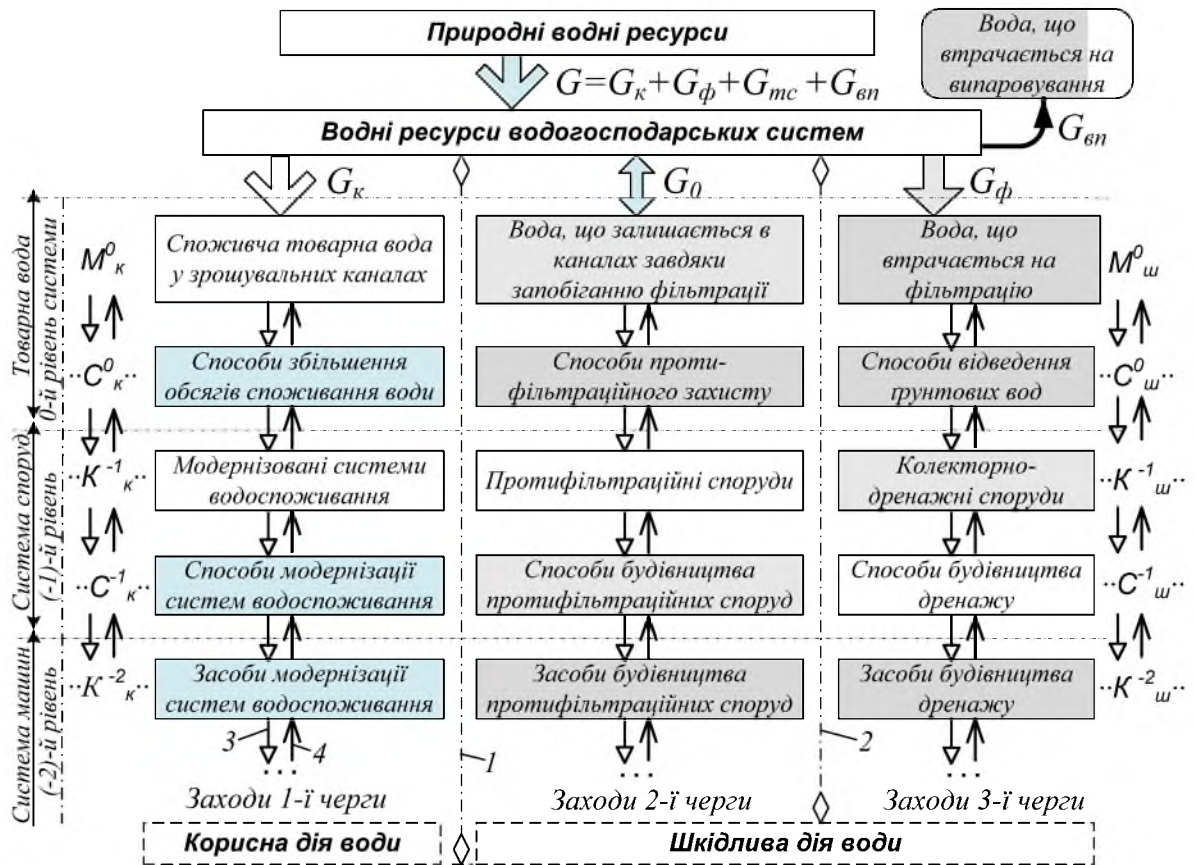 Природні водні ресурси
Вода, що
втрачається на
випаровування
G=Gк+Gф+Gтс+Gвп
Водні ресурси водогосподарських систем
Gвп
Gк
G0
Gф
Товарна вода
0-й рівень системи
Система споруд
(-1)-й рівень
Система машин
(-2)-й рівень
M⁰к
··C⁰к··
··К⁻¹к··
··C⁻¹к··
··К⁻²к··
Споживча товарна вода
у зрошувальних каналах
Способи збільшення
обсягів споживання води
Модернізовані системи
водоспоживання
Способи модернізації
систем водоспоживання
Засоби модернізації
систем водоспоживання
3
4
...
Заходи 1-ї черги
1
Вода, що залишається в
каналах завдяки
запобіганню фільтрації
Способи проти-
фільтраційного захисту
Протифільтраційні споруди
Способи будівництва
протифільтраційних споруд
Засоби будівництва
протифільтраційних споруд
...
Заходи 2-ї черги
2
Вода, що
втрачається на
фільтрацію
Способи відведення
ґрунтових вод
Колекторно-
дренажні споруди
Способи будівництва
дренажу
Засоби будівництва
дренажу
...
Заходи 3-ї черги
M⁰ш
··C⁰ш··
··К⁻¹ш··
··C⁻¹ш··
··К⁻²ш··
Корисна дія води
Шкідлива дія води